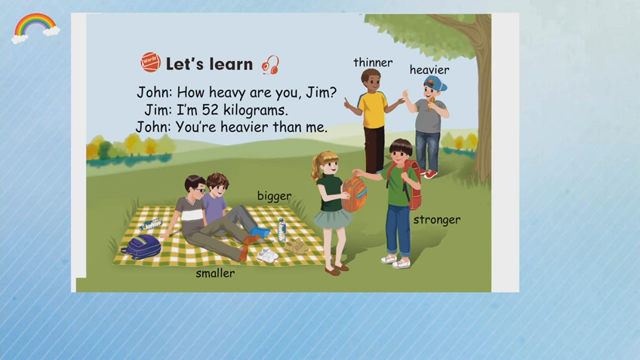 Words
Let's learn
John: How heavy are you, Jim?
Jim: I'm 52 kilograms.
John: You're heavier than me.
thinner
heavier
bigger
stronger
smaller